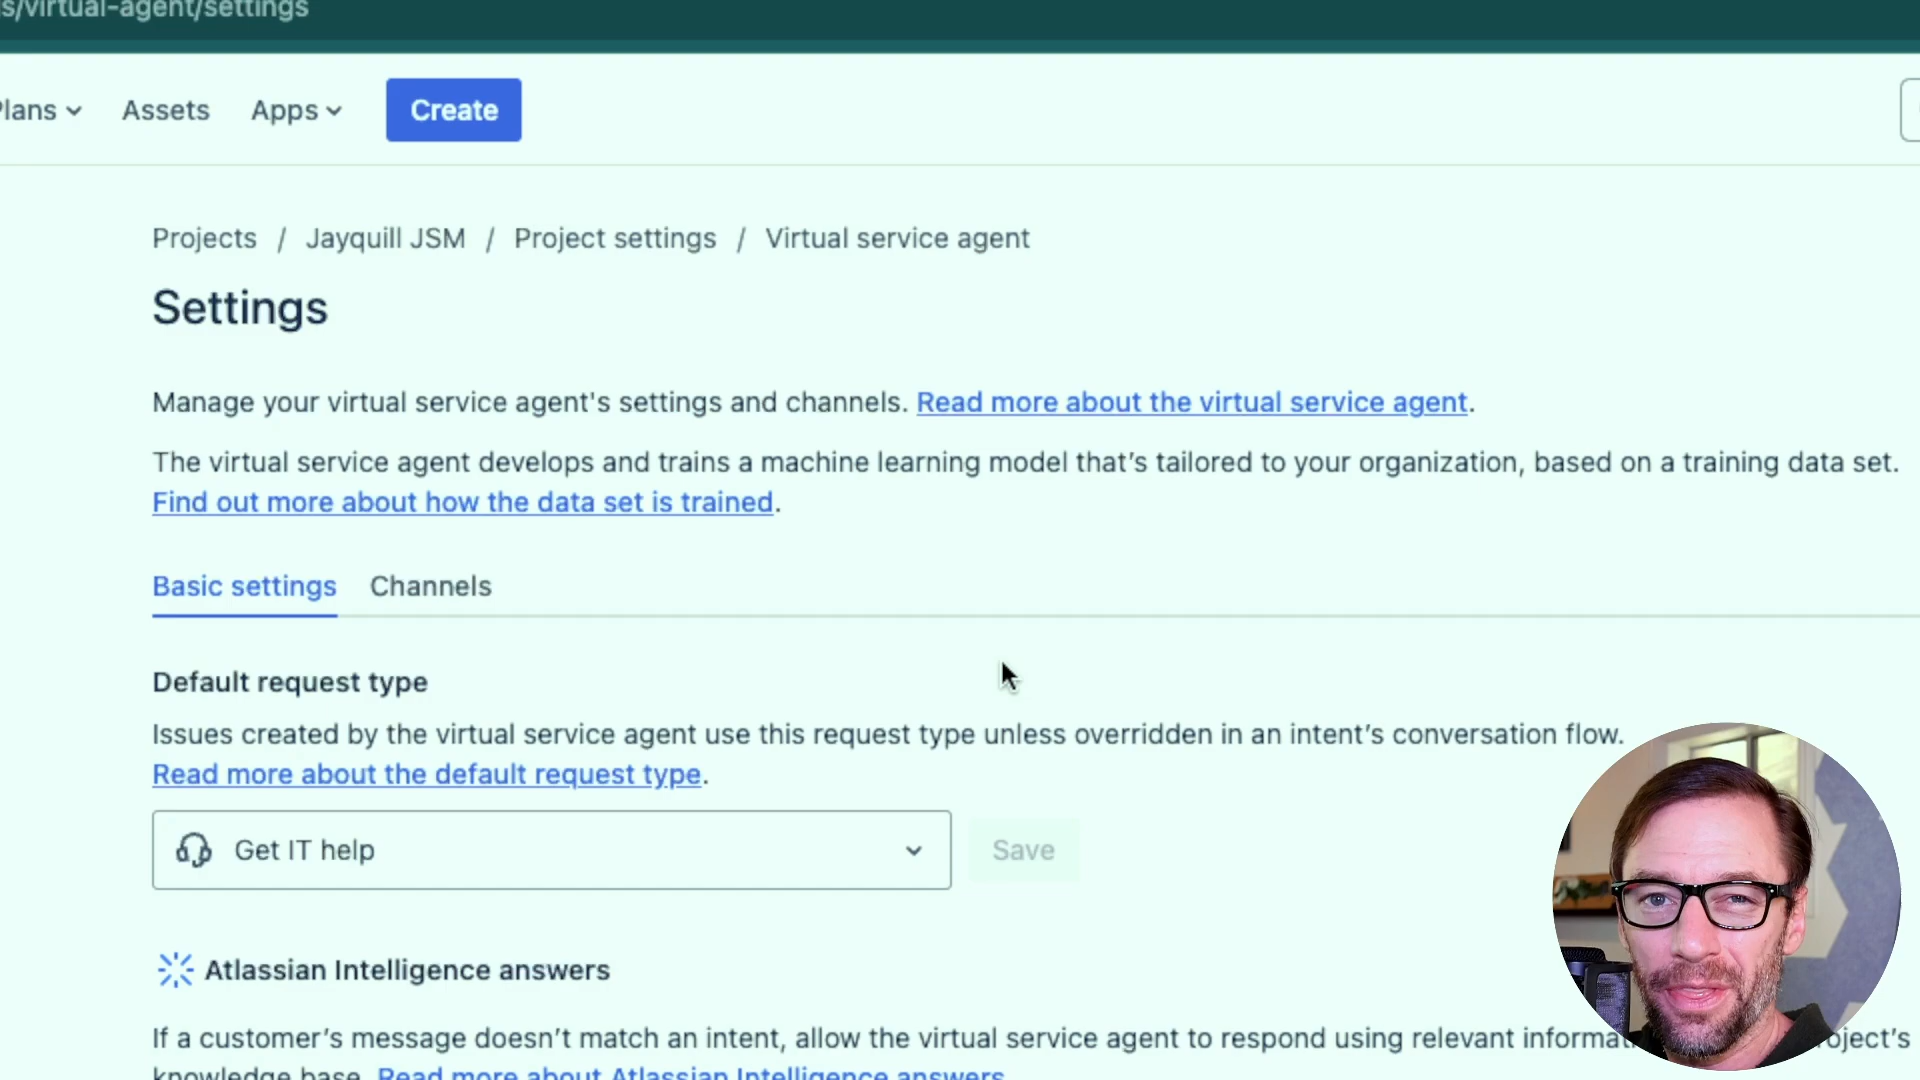 s/virtual-agent/settings
Plans Assets Apps Create
Projects / Jayquill JSM / Project settings / Virtual service agent
Settings
Manage your virtual service agent's settings and channels. Read more about the virtual service agent.
The virtual service agent develops and trains a machine learning model that’s tailored to your organization, based on a training data set.
Find out more about how the data set is trained.
Basic settings Channels
Default request type
Issues created by the virtual service agent use this request type unless overridden in an intent’s conversation flow.
Read more about the default request type.
Get IT help Save
Atlassian Intelligence answers
If a customer’s message doesn’t match an intent, allow the virtual service agent to respond using relevant informat oject’s
knowledge base. Read more about Atlassian Intelligence answers